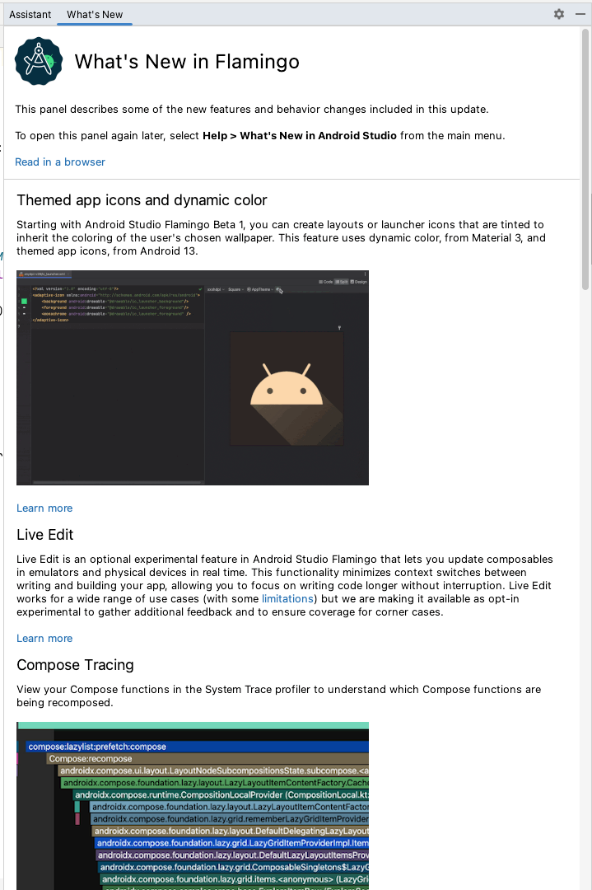 Assistant
What's New
What's New in Flamingo
This panel describes some of the new features and behavior changes included in this update.
To open this panel again later, select Help > What's New in Android Studio from the main menu.
Read in a browser
Themed app icons and dynamic color
Starting with Android Studio Flamingo Beta 1, you can create layouts or launcher icons that are tinted to
inherit the coloring of the user's chosen wallpaper. This feature uses dynamic color, from Material 3, and
themed app icons, from Android 13.
Learn more
Live Edit
Live Edit is an optional experimental feature in Android Studio Flamingo that lets you update composables
in emulators and physical devices in real time. This functionality minimizes context switches between
writing and building your app, allowing you to focus on writing code longer without interruption. Live Edit
works for a wide range of use cases (with some limitations) but we are making it available as opt-in
experimental to gather additional feedback and to ensure coverage for corner cases.
Learn more
Compose Tracing
View your Compose functions in the System Trace profiler to understand which Compose functions are
being recomposed.
compose:lazylist:prefetch:compose
Compose:recompose
androidx.compose.ui.layout.LayoutNodeSubcompositionsState.subcompose.<a
androidx.compose.foundation.lazy.layout.LazyLayoutItemContentFactory.Cache
androidx.compose.runtime.CompositionLocalProvider (CompositionLocal.kt:
androidx.compose.foundation.lazy.layout.LazyLayoutItemContentFactor
androidx.compose.foundation.lazy.grid.rememberLazyGridItemProvider
androidx.compose.foundation.lazy.layout.DefaultDelegatingLazyLayou
androidx.compose.foundation.lazy.grid.LazyGridItemProviderImpl.Item
androidx.compose.foundation.lazy.layout.DefaultLazyLayoutItemsProv
androidx.compose.foundation.lazy.grid.ComposableSingletons$LazyG
androidx.compose.foundation.lazy.grid.items.<anonymous> (LazyGri